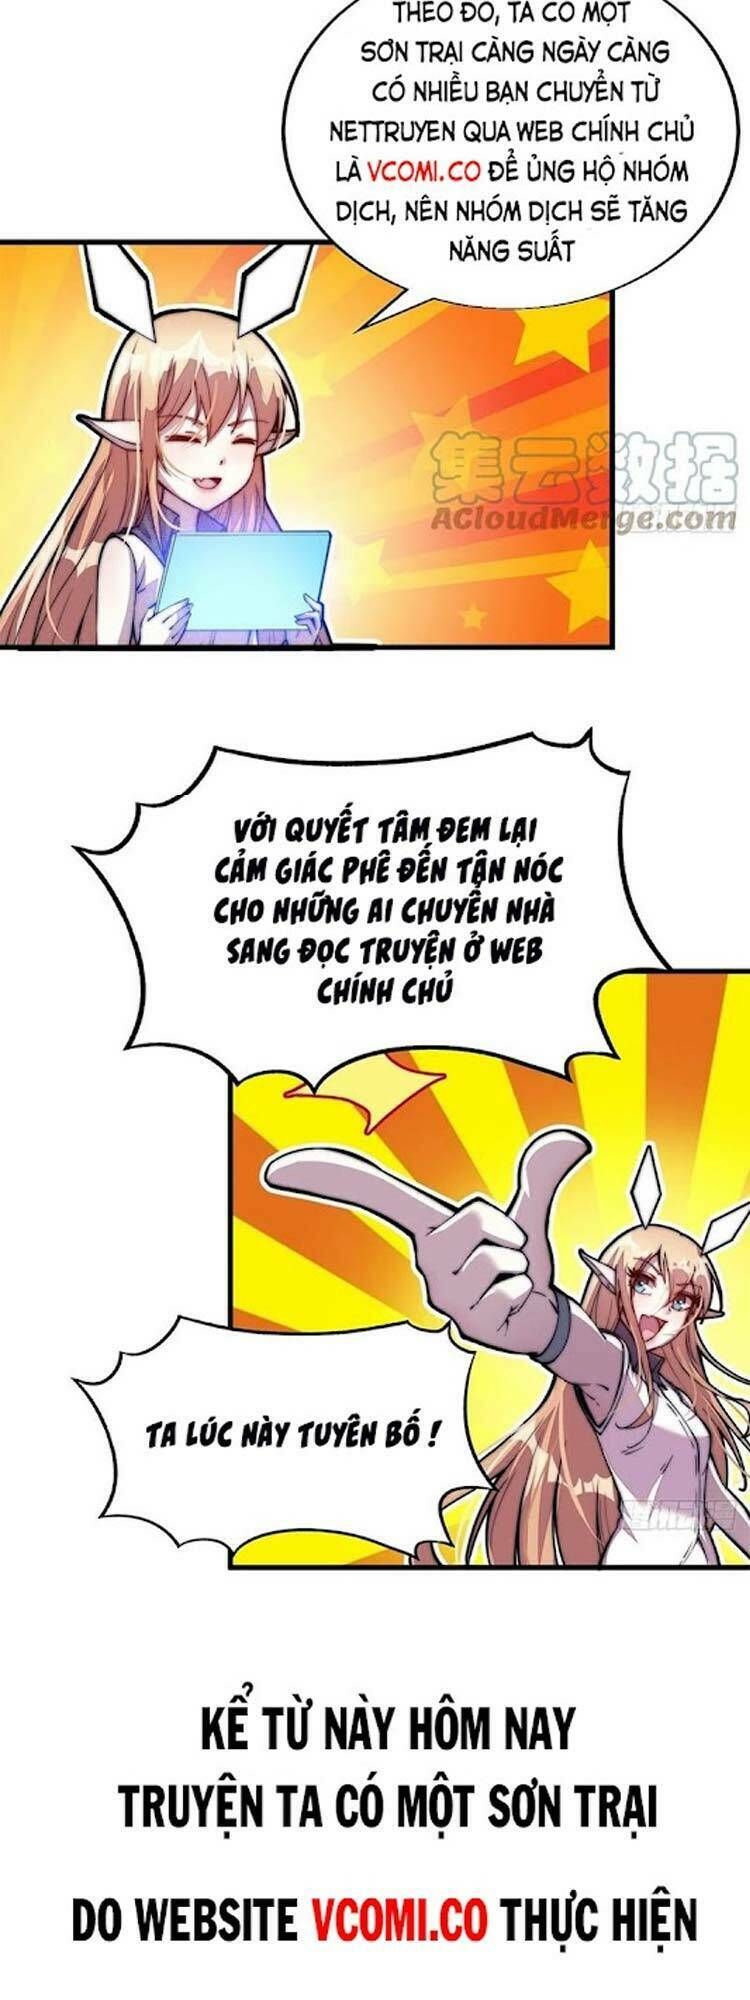 THEO ĐÓ, TA CÓ MỘT
SƠN TRẠI CÀNG NGÀY CÀNG
CÓ NHIỀU BẠN CHUYỂN TỪ
NETTRUYEN QUA WEB CHÍNH CHỦ
LÀ VCOMI.CO ĐỂ ỦNG HỘ NHÓM
DỊCH, NÊN NHÓM DỊCH SẼ TĂNG
NĂNG SUẤT
集云数据
ACloudMerge.com
VỚI QUYẾT TÂM ĐEM LẠI
CẢM GIÁC PHÊ ĐẾN TẬN NÓC
CHO NHỮNG AI CHUYỂN NHÀ
SANG ĐỌC TRUYỆN Ở WEB
CHÍNH CHỦ
TA LÚC NÀY TUYÊN BỐ !
KỂ TỪ NÀY HÔM NAY
TRUYỆN TA CÓ MỘT SƠN TRẠI
DO WEBSITE VCOMI.CO THỰC HIỆN